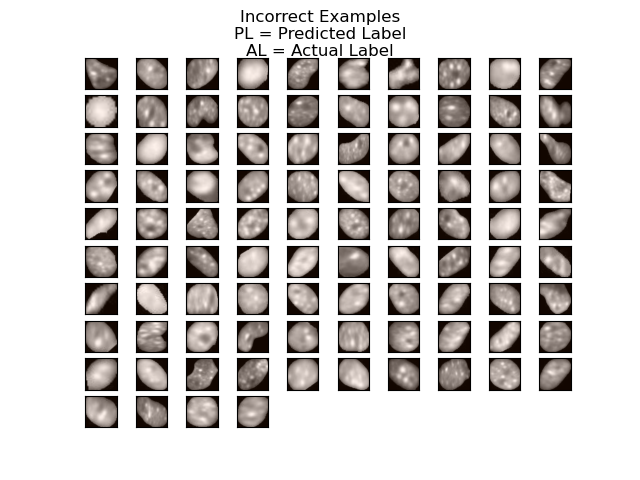 Incorrect Examples
PL = Predicted Label
AL = Actual Label